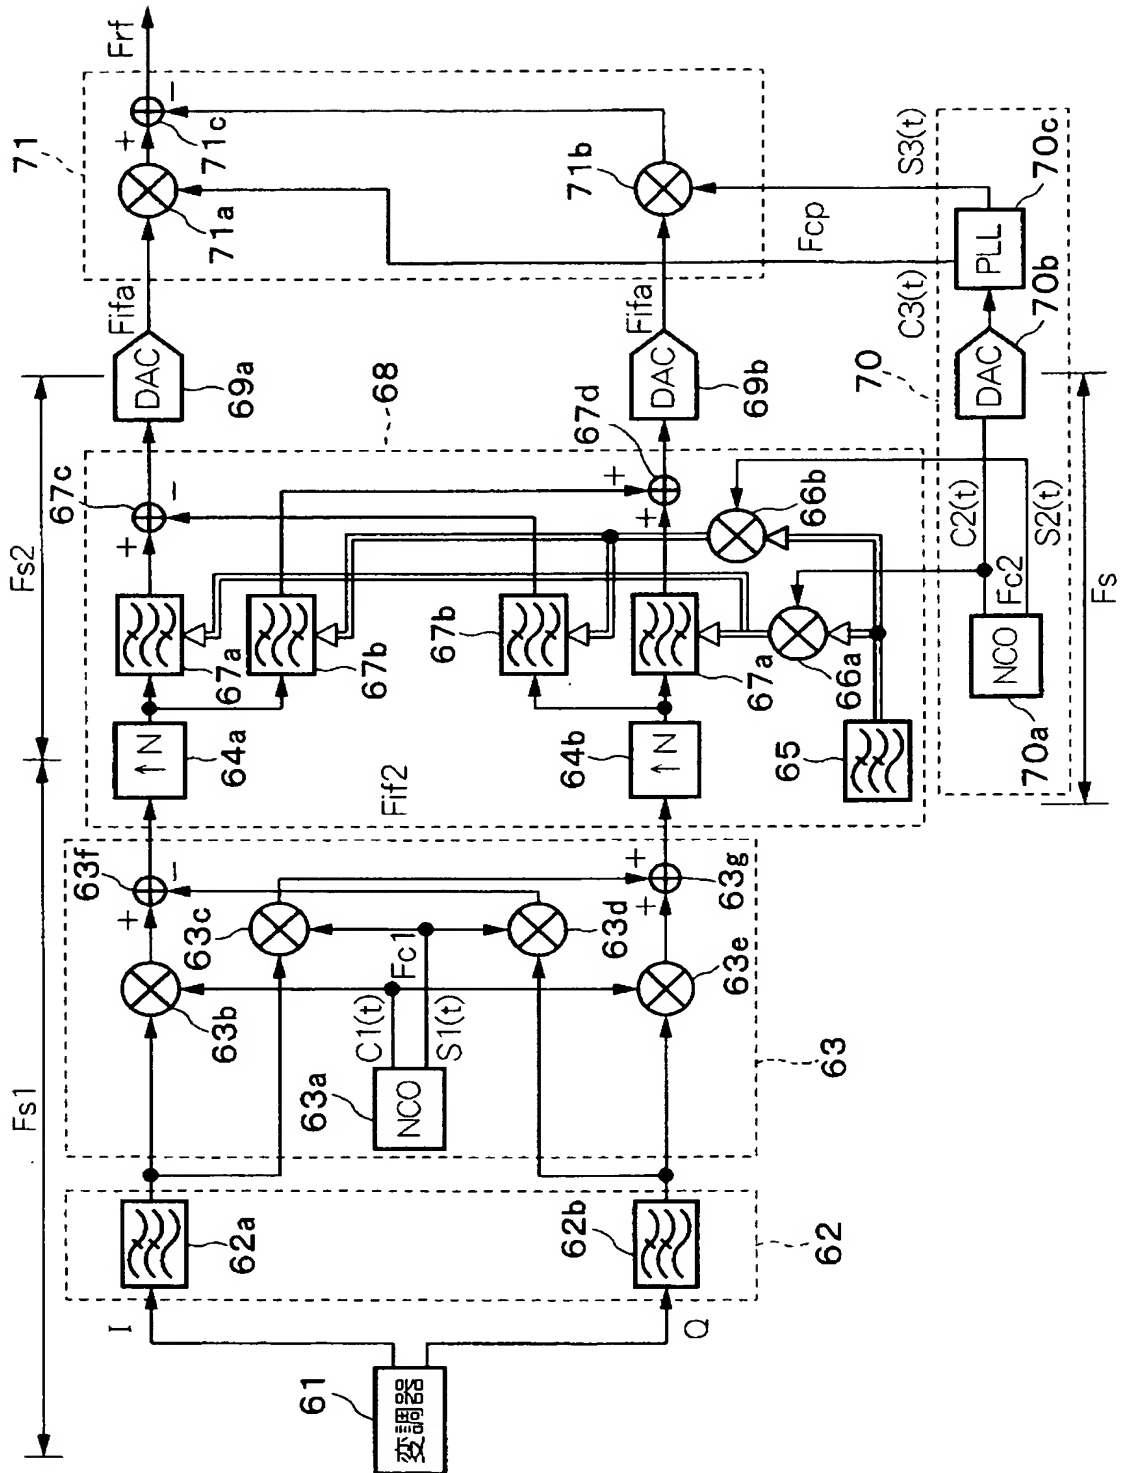 Fs1
Fs2
61
変調器
I
Q
62a
62b
62
63a
NCO
C1(t)
S1(t)
Fc1
63b
63c
63d
63e
63f
63g
+
−
+
+
63
Fif2
↑N
64a
↑N
64b
65
66a
66b
67a
67b
67b
67a
67c
67d
+
−
+
+
68
DAC
69a
DAC
69b
Fifa
Fifa
70
NCO
70a
C2(t)
Fc2
S2(t)
DAC
70b
PLL
70c
C3(t)
Fcp
S3(t)
Fs
71
71a
71b
71c
+
−
Frf